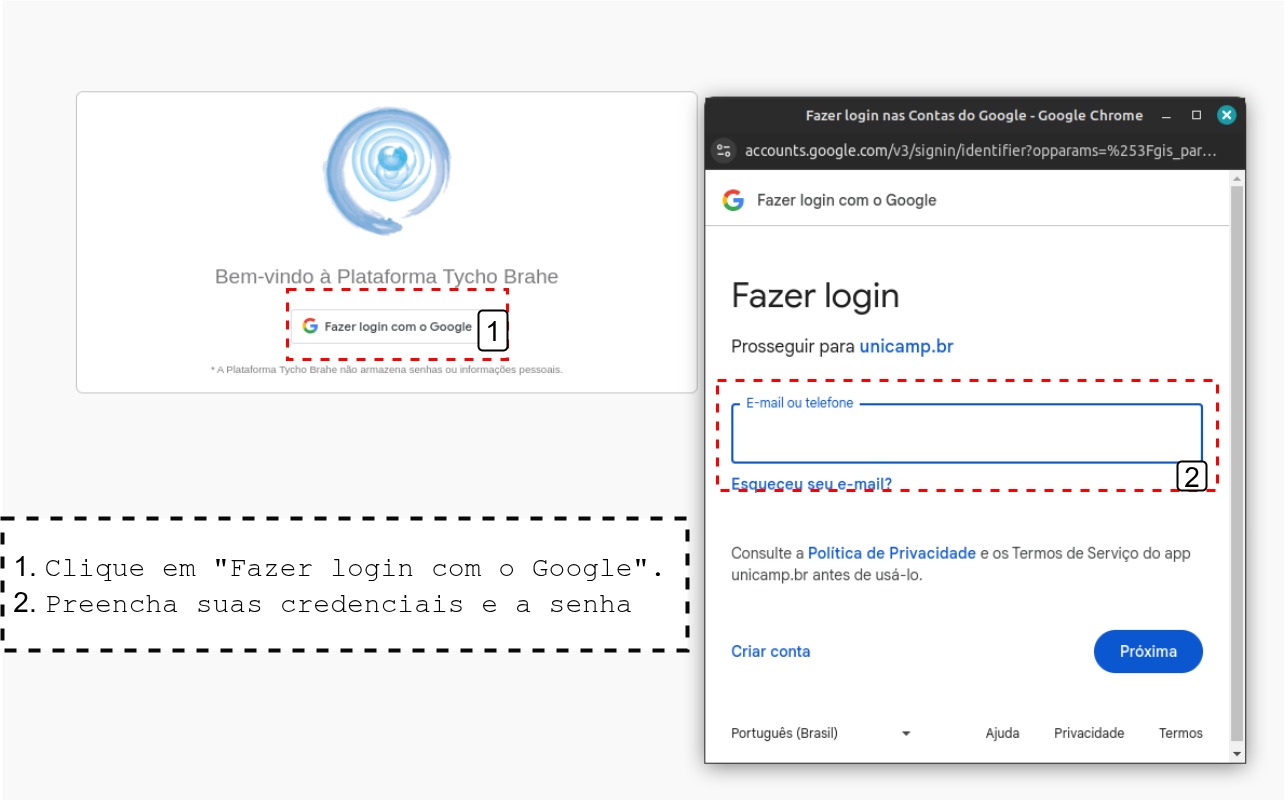 Bem-vindo à Plataforma Tycho Brahe
Fazer login com o Google
1
* A Plataforma Tycho Brahe não armazena senhas ou informações pessoais.
1. Clique em "Fazer login com o Google".
2. Preencha suas credenciais e a senha
Fazer login nas Contas do Google - Google Chrome
accounts.google.com/v3/signin/identifier?opparams=%253Fgis_par...
Fazer login com o Google
Fazer login
Prosseguir para unicamp.br
E-mail ou telefone
2
Esqueceu seu e-mail?
Consulte a Política de Privacidade e os Termos de Serviço do app
unicamp.br antes de usá-lo.
Criar conta
Próxima
Português (Brasil)
Ajuda
Privacidade
Termos